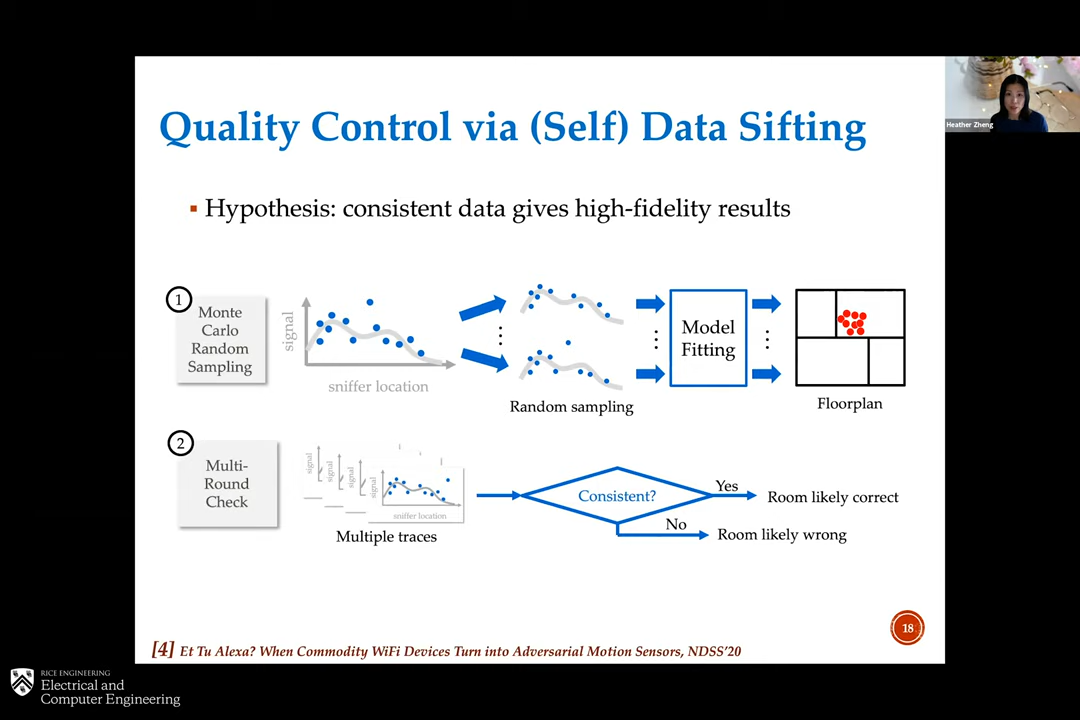 Quality Control via (Self) Data Sifting
Heather Zheng
▪ Hypothesis: consistent data gives high-fidelity results
1
Monte
Carlo
Random
Sampling
signal
sniffer location
Random sampling
Model
Fitting
Floorplan
2
Multi-
Round
Check
signal
signal
signal
signal
sniffer location
Multiple traces
Consistent?
Yes
Room likely correct
No
Room likely wrong
18
[4] Et Tu Alexa? When Commodity WiFi Devices Turn into Adversarial Motion Sensors, NDSS'20
RICE ENGINEERING
Electrical and
Computer Engineering